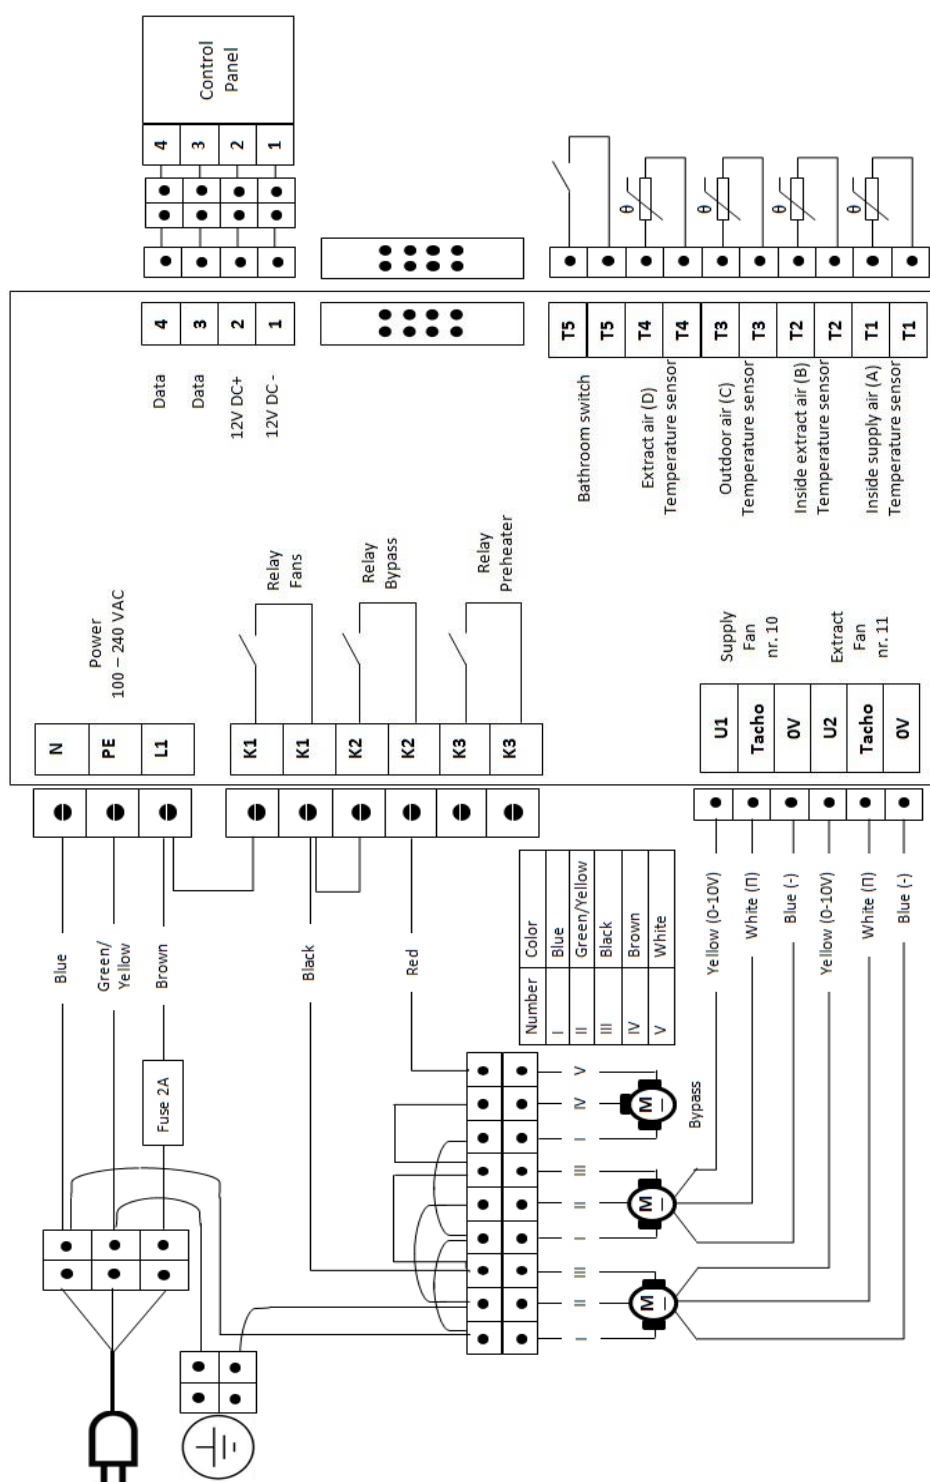 Control
Panel
4
3
2
1
4
3
2
1
Data
Data
12V DC+
12V DC -
θ
θ
θ
θ
T5
T5
T4
T4
T3
T3
T2
T2
T1
T1
Bathroom switch
Extract air (D)
Temperature sensor
Outdoor air (C)
Temperature sensor
Inside extract air (B)
Temperature sensor
Inside supply air (A)
Temperature sensor
Power
100 – 240 VAC
N
PE
L1
Relay
Fans
Relay
Bypass
Relay
Preheater
K1
K1
K2
K2
K3
K3
Supply
Fan
nr. 10
Extract
Fan
nr. 11
U1
Tacho
0V
U2
Tacho
0V
Blue
Green/
Yellow
Brown
Black
Red
Fuse 2A
Number Color
I Blue
II Green/Yellow
III Black
IV Brown
V White
Yellow (0-10V)
White (Π)
Blue (-)
Yellow (0-10V)
White (Π)
Blue (-)
V
IV
I
III
II
I
III
II
I
M
M
M
Bypass